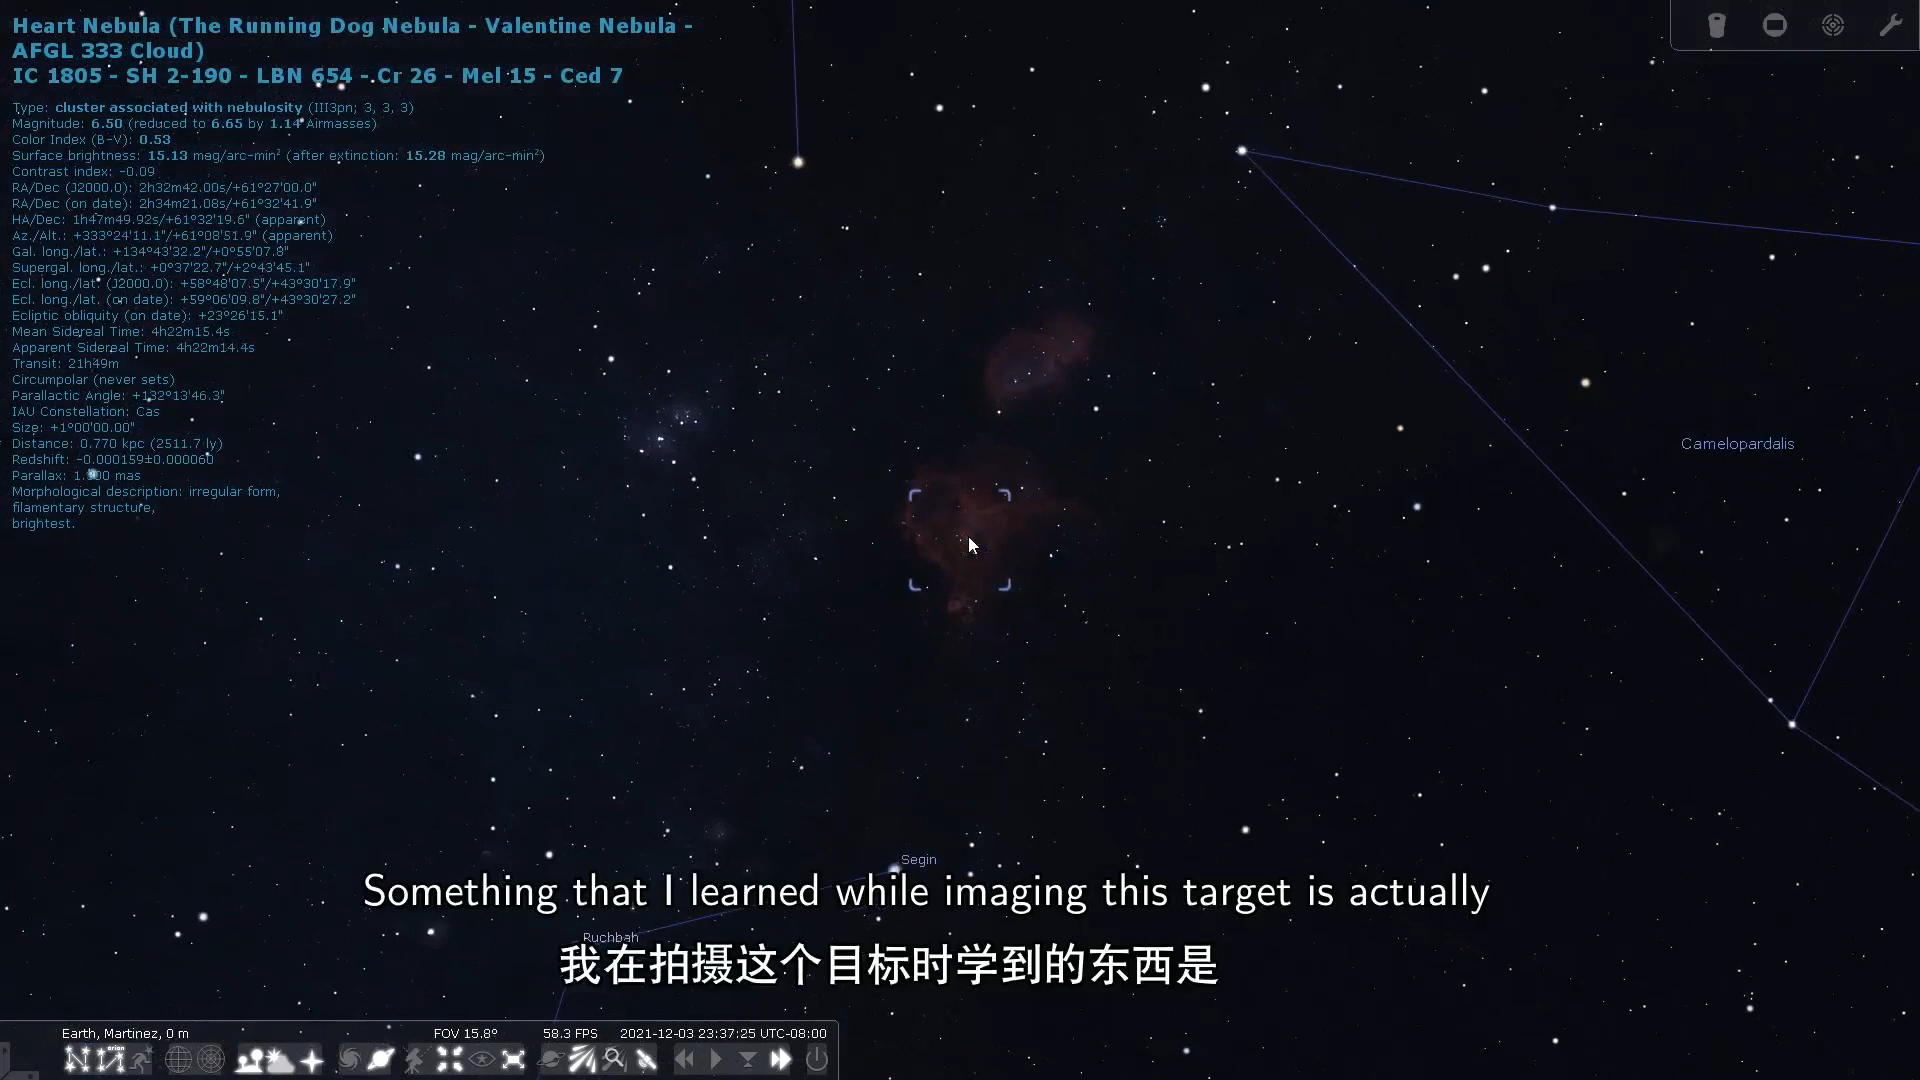 Heart Nebula (The Running Dog Nebula - Valentine Nebula -
AFGL 333 Cloud)
IC 1805 - SH 2-190 - LBN 654 - Cr 26 - Mel 15 - Ced 7
Type: cluster associated with nebulosity (III3pn; 3, 3, 3)
Magnitude: 6.50 (reduced to 6.65 by 1.14 Airmasses)
Color Index (B-V): 0.53
Surface brightness: 15.13 mag/arc-min² (after extinction: 15.28 mag/arc-min²)
Contrast index: -0.09
RA/Dec (J2000.0): 2h32m42.00s/+61°27'00.0"
RA/Dec (on date): 2h34m21.08s/+61°32'41.9"
HA/Dec: 1h47m49.92s/+61°32'19.6" (apparent)
Az./Alt.: +333°24'11.1"/+61°08'51.9" (apparent)
Gal. long./lat.: +134°43'32.2"/+0°55'07.8"
Supergal. long./lat.: +0°37'22.7"/+2°43'45.1"
Ecl. long./lat. (J2000.0): +58°48'07.5"/+43°30'17.9"
Ecl. long./lat. (on date): +59°06'09.8"/+43°30'27.2"
Ecliptic obliquity (on date): +23°26'15.1"
Mean Sidereal Time: 4h22m15.4s
Apparent Sidereal Time: 4h22m14.4s
Transit: 21h49m
Circumpolar (never sets)
Parallactic Angle: +132°13'46.3"
IAU Constellation: Cas
Size: +1°00'00.00"
Distance: 0.770 kpc (2511.7 ly)
Redshift: -0.000159±0.000060
Parallax: mas
Morphological description: irregular form,
filamentary structure,
brightest.
Camelopardalis
Segin
Something that I learned while imaging this target is actually
Ruchbah
我在拍摄这个目标时学到的东西是
Earth, Martinez, 0 m FOV 15.8° 58.3 FPS 2021-12-03 23:37:25 UTC-08:00